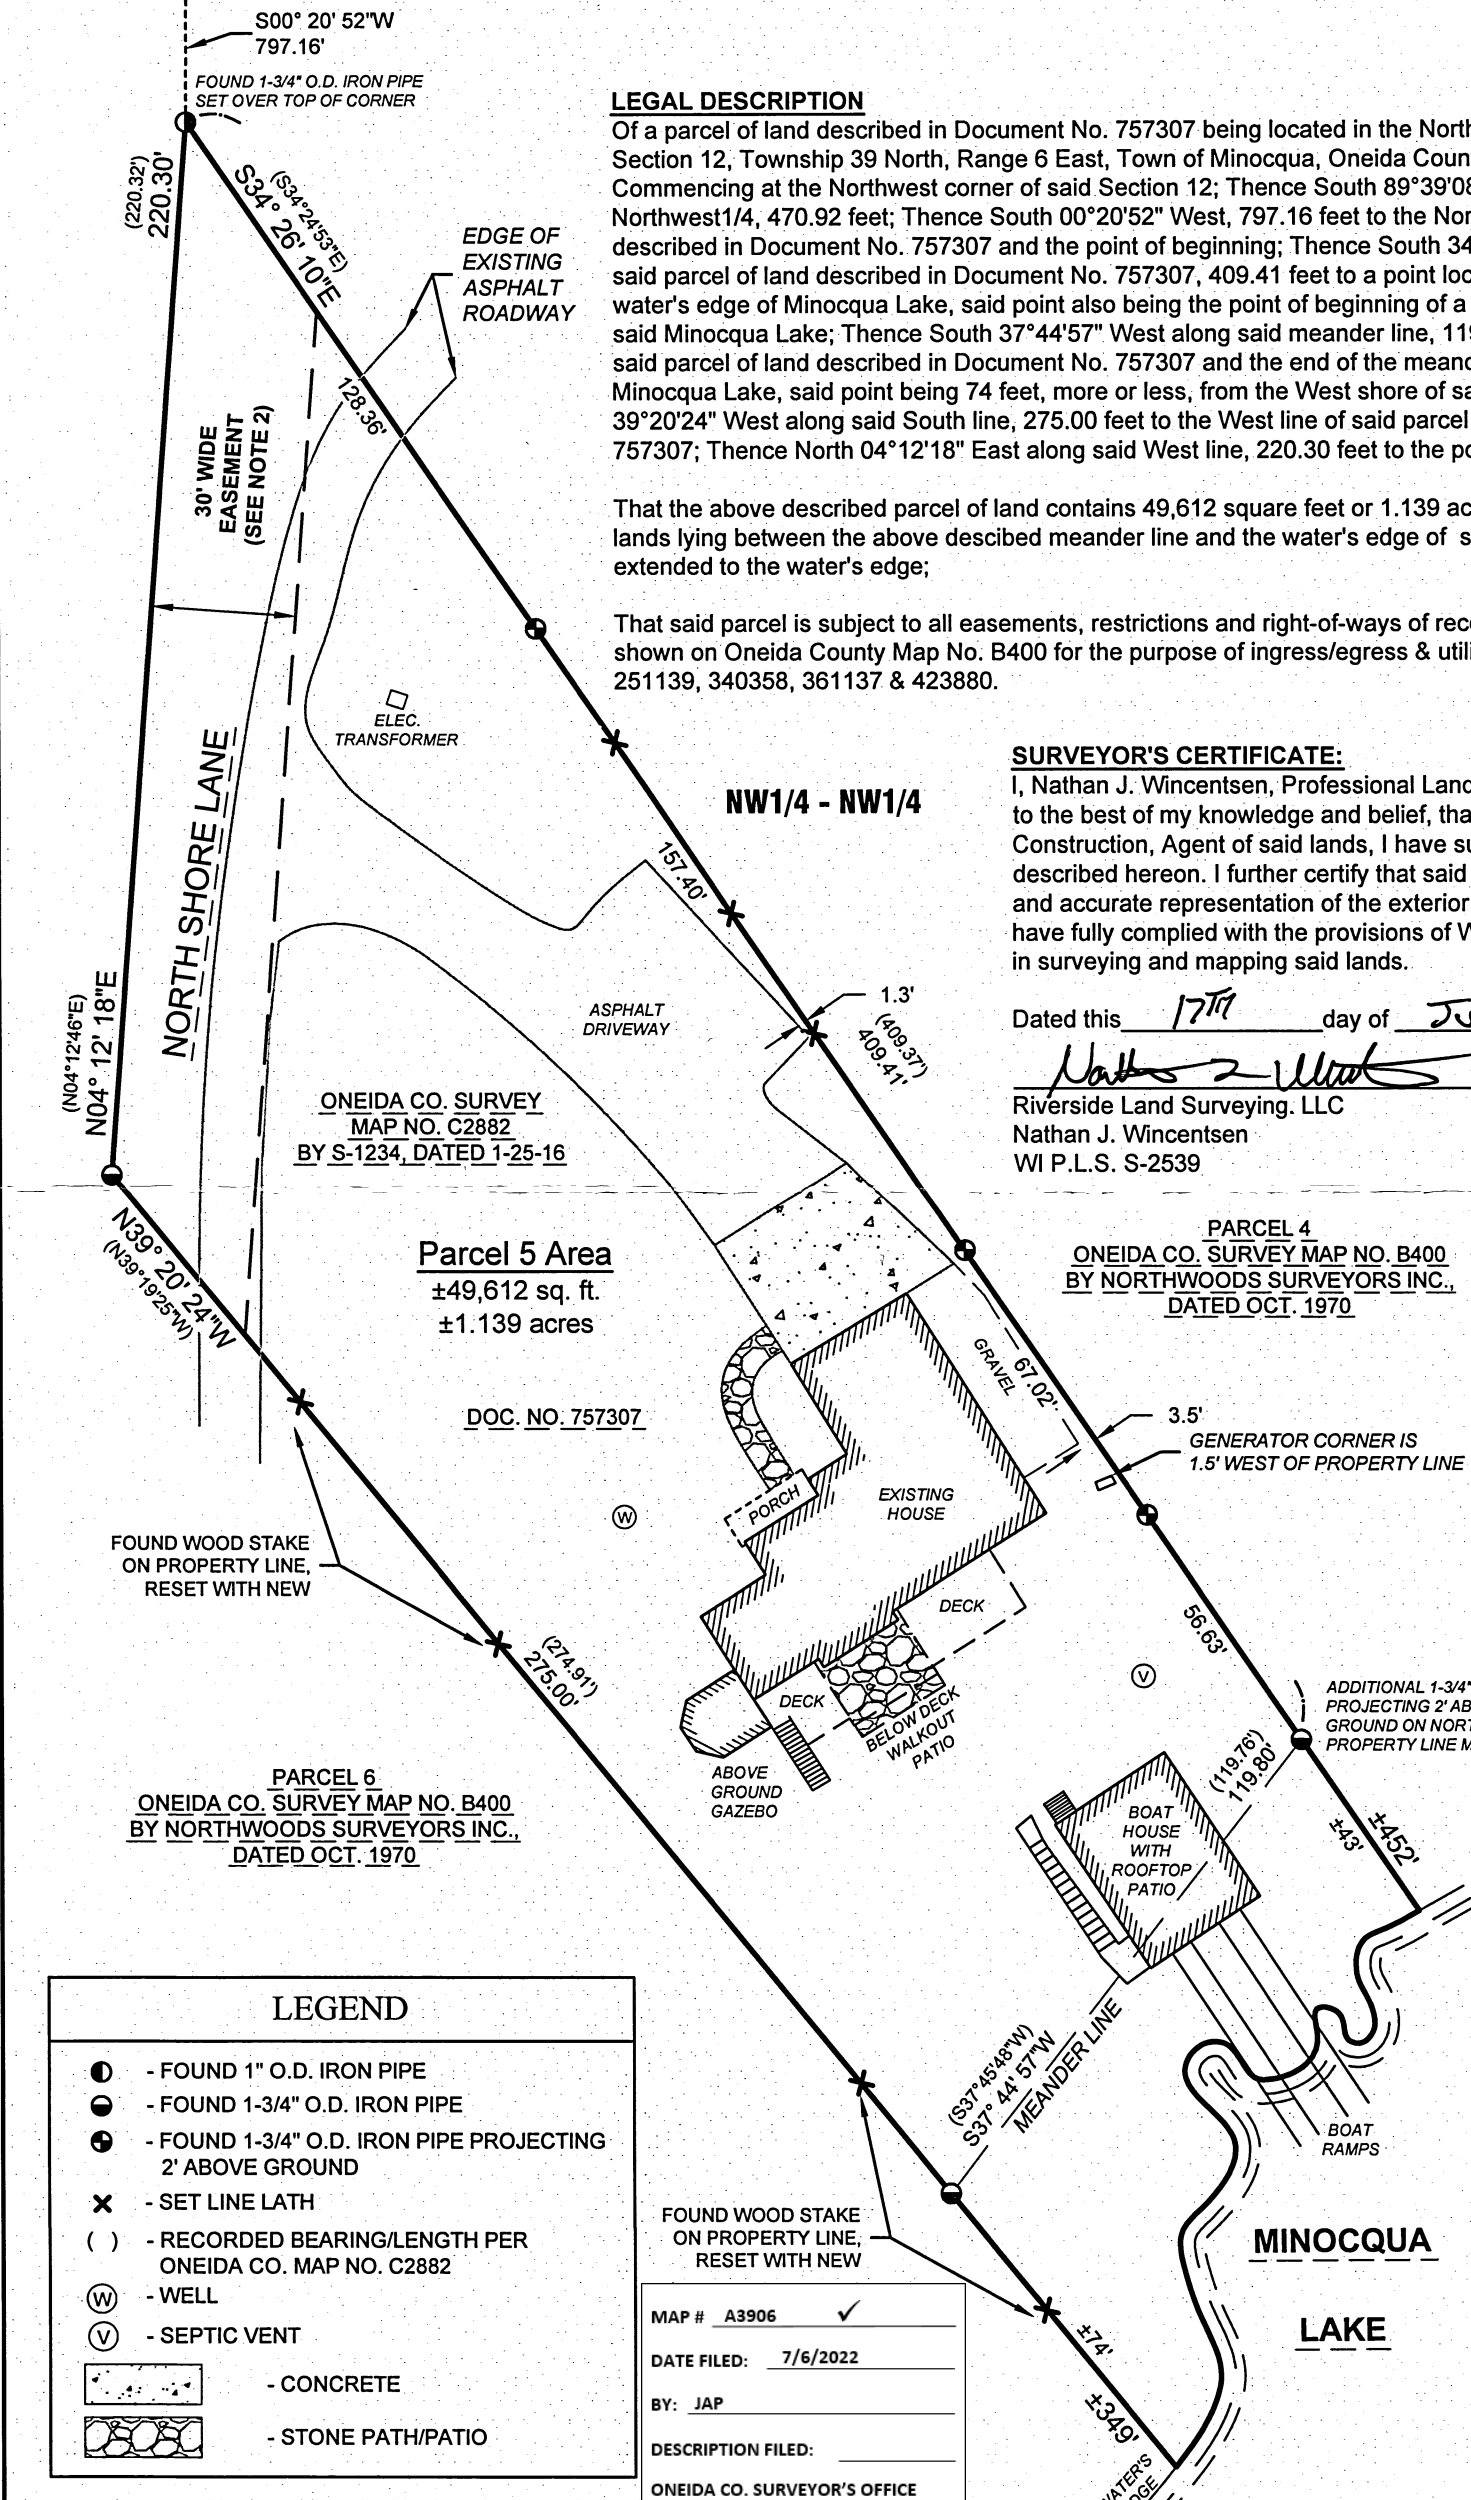 S00° 20' 52"W
797.16'
FOUND 1-3/4" O.D. IRON PIPE
SET OVER TOP OF CORNER
(220.32')
220.30'
S34° 26' 10"E
(S34°24'53"E)
128.36'
EDGE OF
EXISTING
ASPHALT
ROADWAY
30' WIDE
EASEMENT
(SEE NOTE 2)
LEGAL DESCRIPTION
Of a parcel of land described in Document No. 757307 being located in the North
Section 12, Township 39 North, Range 6 East, Town of Minocqua, Oneida Coun
Commencing at the Northwest corner of said Section 12; Thence South 89°39'08
Northwest1/4, 470.92 feet; Thence South 00°20'52" West, 797.16 feet to the Nor
described in Document No. 757307 and the point of beginning; Thence South 34
said parcel of land described in Document No. 757307, 409.41 feet to a point loc
water's edge of Minocqua Lake, said point also being the point of beginning of a
said Minocqua Lake; Thence South 37°44'57" West along said meander line, 119
said parcel of land described in Document No. 757307 and the end of the meand
Minocqua Lake, said point being 74 feet, more or less, from the West shore of sa
39°20'24" West along said South line, 275.00 feet to the West line of said parcel
757307; Thence North 04°12'18" East along said West line, 220.30 feet to the po
That the above described parcel of land contains 49,612 square feet or 1.139 ac
lands lying between the above descibed meander line and the water's edge of s
extended to the water's edge;
That said parcel is subject to all easements, restrictions and right-of-ways of rec
shown on Oneida County Map No. B400 for the purpose of ingress/egress & utili
251139, 340358, 361137 & 423880.
ELEC.
TRANSFORMER
NORTH SHORE LANE
NW1/4 - NW1/4
SURVEYOR'S CERTIFICATE:
I, Nathan J. Wincentsen, Professional Land
to the best of my knowledge and belief, tha
Construction, Agent of said lands, I have su
described hereon. I further certify that said
and accurate representation of the exterior
have fully complied with the provisions of W
in surveying and mapping said lands.
Dated this 17TH day of Ju
Riverside Land Surveying. LLC
Nathan J. Wincentsen
WI P.L.S. S-2539
157.40'
1.3'
(409.37')
409.41'
ASPHALT
DRIVEWAY
(N04°12'46"E)
N04° 12' 18"E
ONEIDA CO. SURVEY
MAP NO. C2882
BY S-1234, DATED 1-25-16
N39° 20' 24"W
(N39°19'25"W)
Parcel 5 Area
±49,612 sq. ft.
±1.139 acres
PARCEL 4
ONEIDA CO. SURVEY MAP NO. B400
BY NORTHWOODS SURVEYORS INC.,
DATED OCT. 1970
GRAVEL
67.02'
DOC. NO. 757307
3.5'
GENERATOR CORNER IS
1.5' WEST OF PROPERTY LINE
PORCH
EXISTING
HOUSE
W
FOUND WOOD STAKE
ON PROPERTY LINE,
RESET WITH NEW
DECK
56.63'
V
(274.91')
275.00'
DECK
BELOW DECK
WALKOUT
PATIO
ABOVE
GROUND
GAZEBO
ADDITIONAL 1-3/4"
PROJECTING 2' AB
GROUND ON NORT
PROPERTY LINE M
(119.76')
119.80'
BOAT
HOUSE
WITH
ROOFTOP
PATIO
±452'
±43'
PARCEL 6
ONEIDA CO. SURVEY MAP NO. B400
BY NORTHWOODS SURVEYORS INC.,
DATED OCT. 1970
(S37°45'48"W)
S37° 44' 57"W
MEANDER LINE
BOAT
RAMPS
LEGEND
- FOUND 1" O.D. IRON PIPE
- FOUND 1-3/4" O.D. IRON PIPE
- FOUND 1-3/4" O.D. IRON PIPE PROJECTING
2' ABOVE GROUND
- SET LINE LATH
( ) - RECORDED BEARING/LENGTH PER
ONEIDA CO. MAP NO. C2882
W - WELL
V - SEPTIC VENT
- CONCRETE
- STONE PATH/PATIO
FOUND WOOD STAKE
ON PROPERTY LINE,
RESET WITH NEW
MINOCQUA
LAKE
±74'
±349'
MAP # A3906 ✓
DATE FILED: 7/6/2022
BY: JAP
DESCRIPTION FILED:
ONEIDA CO. SURVEYOR'S OFFICE